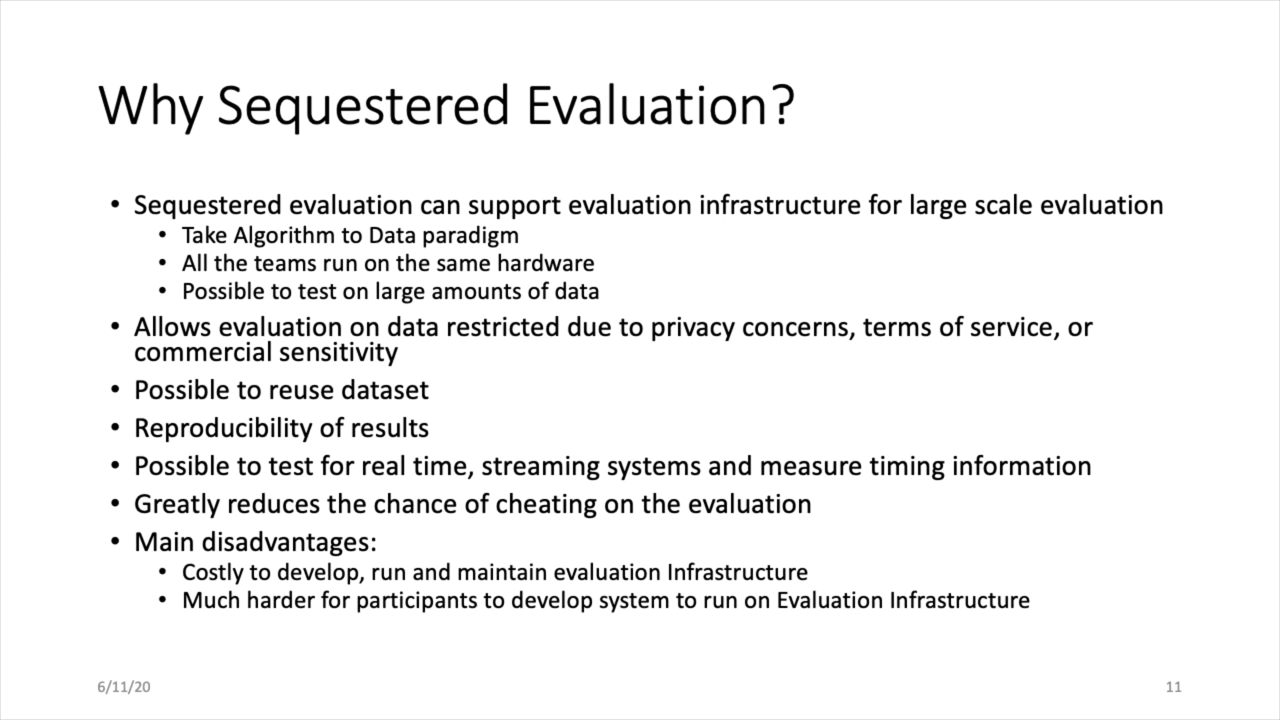 Why Sequestered Evaluation?
• Sequestered evaluation can support evaluation infrastructure for large scale evaluation
• Take Algorithm to Data paradigm
• All the teams run on the same hardware
• Possible to test on large amounts of data
• Allows evaluation on data restricted due to privacy concerns, terms of service, or
commercial sensitivity
• Possible to reuse dataset
• Reproducibility of results
• Possible to test for real time, streaming systems and measure timing information
• Greatly reduces the chance of cheating on the evaluation
• Main disadvantages:
• Costly to develop, run and maintain evaluation Infrastructure
• Much harder for participants to develop system to run on Evaluation Infrastructure
6/11/20
11